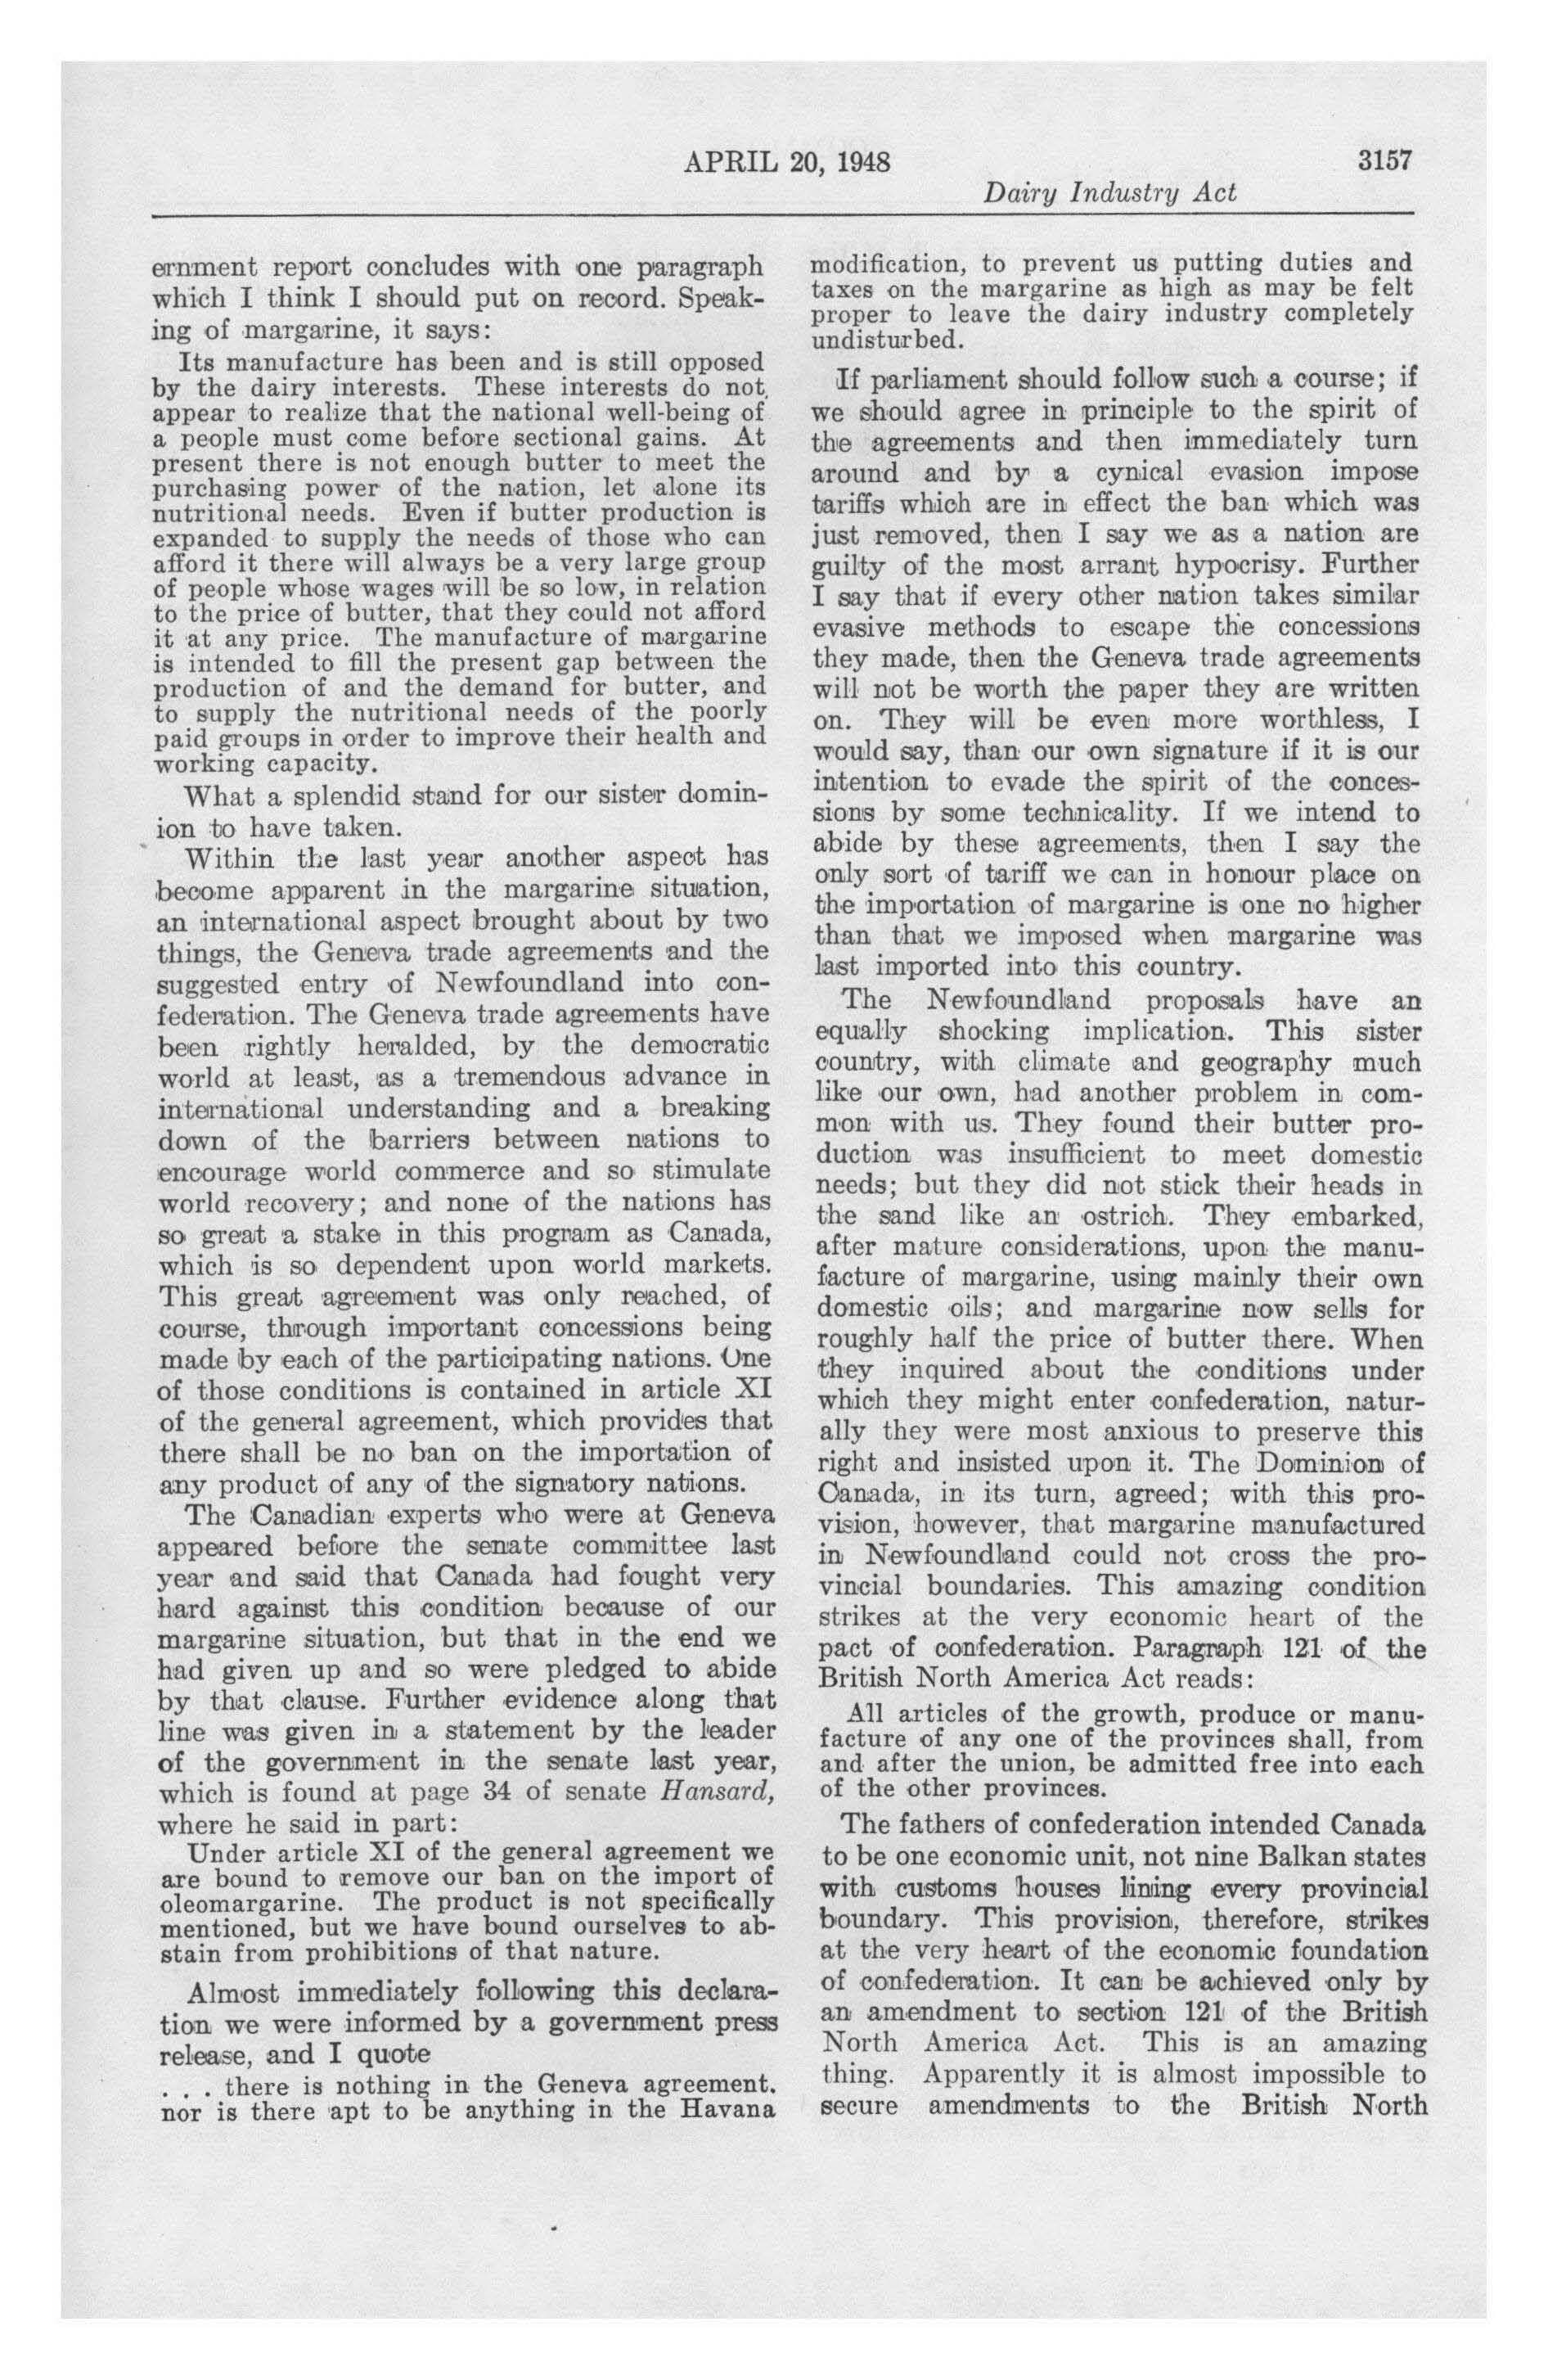 APRIL 20, 1948
3157
Dairy Industry Act
ernment report concludes with one paragraph
which I think I should put on record. Speak-
ing of margarine, it says:
Its manufacture has been and is still opposed
by the dairy interests. These interests do not
appear to realize that the national well-being of
a people must come before sectional gains. At
present there is not enough butter to meet the
purchasing power of the nation, let alone its
nutritional needs. Even if butter production is
expanded to supply the needs of those who can
afford it there will always be a very large group
of people whose wages will be so low, in relation
to the price of butter, that they could not afford
it at any price. The manufacture of margarine
is intended to fill the present gap between the
production of and the demand for butter, and
to supply the nutritional needs of the poorly
paid groups in order to improve their health and
working capacity.
What a splendid stand for our sister domin-
ion to have taken.
Within the last year another aspect has
become apparent in the margarine situation,
an international aspect brought about by two
things, the Geneva trade agreements and the
suggested entry of Newfoundland into con-
federation. The Geneva trade agreements have
been rightly heralded, by the democratic
world at least, as a tremendous advance in
international understanding and a breaking
down of the barriers between nations to
encourage world commerce and so stimulate
world recovery; and none of the nations has
so great a stake in this program as Canada,
which is so dependent upon world markets.
This great agreement was only reached, of
course, through important concessions being
made by each of the participating nations. One
of those conditions is contained in article XI
of the general agreement, which provides that
there shall be no ban on the importation of
any product of any of the signatory nations.
The Canadian experts who were at Geneva
appeared before the senate committee last
year and said that Canada had fought very
hard against this condition because of our
margarine situation, but that in the end we
had given up and so were pledged to abide
by that clause. Further evidence along that
line was given in a statement by the leader
of the government in the senate last year,
which is found at page 34 of senate Hansard,
where he said in part:
Under article XI of the general agreement we
are bound to remove our ban on the import of
oleomargarine. The product is not specifically
mentioned, but we have bound ourselves to ab-
stain from prohibitions of that nature.
Almost immediately following this declara-
tion we were informed by a government press
release, and I quote
. . . there is nothing in the Geneva agreement.
nor is there apt to be anything in the Havana
modification, to prevent us putting duties and
taxes on the margarine as high as may be felt
proper to leave the dairy industry completely
undisturbed.
If parliament should follow such a course; if
we should agree in principle to the spirit of
the agreements and then immediately turn
around and by a cynical evasion impose
tariffs which are in effect the ban which was
just removed, then I say we as a nation are
guilty of the most arrant hypocrisy. Further
I say that if every other nation takes similar
evasive methods to escape the concessions
they made, then the Geneva trade agreements
will not be worth the paper they are written
on. They will be even more worthless, I
would say, than our own signature if it is our
intention to evade the spirit of the conces-
sions by some technicality. If we intend to
abide by these agreements, then I say the
only sort of tariff we can in honour place on
the importation of margarine is one no higher
than that we imposed when margarine was
last imported into this country.
The Newfoundland proposals have an
equally shocking implication. This sister
country, with climate and geography much
like our own, had another problem in com-
mon with us. They found their butter pro-
duction was insufficient to meet domestic
needs; but they did not stick their heads in
the sand like an ostrich. They embarked,
after mature considerations, upon the manu-
facture of margarine, using mainly their own
domestic oils; and margarine now sells for
roughly half the price of butter there. When
they inquired about the conditions under
which they might enter confederation, natur-
ally they were most anxious to preserve this
right and insisted upon it. The Dominion of
Canada, in its turn, agreed; with this pro-
vision, however, that margarine manufactured
in Newfoundland could not cross the pro-
vincial boundaries. This amazing condition
strikes at the very economic heart of the
pact of confederation. Paragraph 121 of the
British North America Act reads:
All articles of the growth, produce or manu-
facture of any one of the provinces shall, from
and after the union, be admitted free into each
of the other provinces.
The fathers of confederation intended Canada
to be one economic unit, not nine Balkan states
with customs houses lining every provincial
boundary. This provision, therefore, strikes
at the very heart of the economic foundation
of confederation. It can be achieved only by
an amendment to section 121 of the British
North America Act. This is an amazing
thing. Apparently it is almost impossible to
secure amendments to the British North